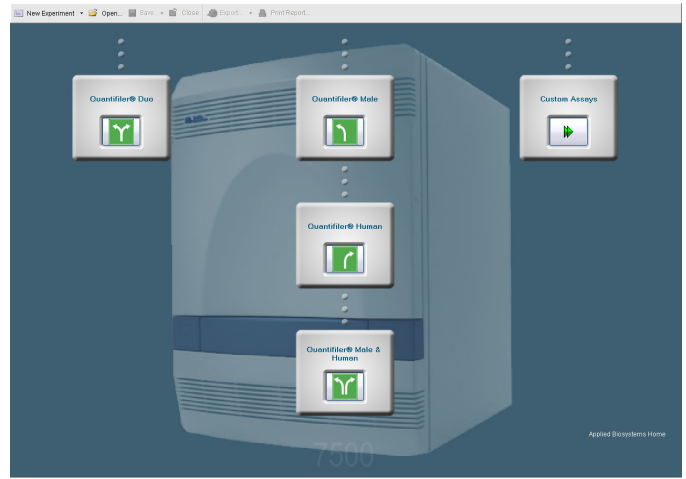 New Experiment Open... Save Close Export... Print Report...
Quantifiler® Duo
Quantifiler® Male
Custom Assays
Quantifiler® Human
Quantifiler® Male &
Human
Applied Biosystems Home
7500